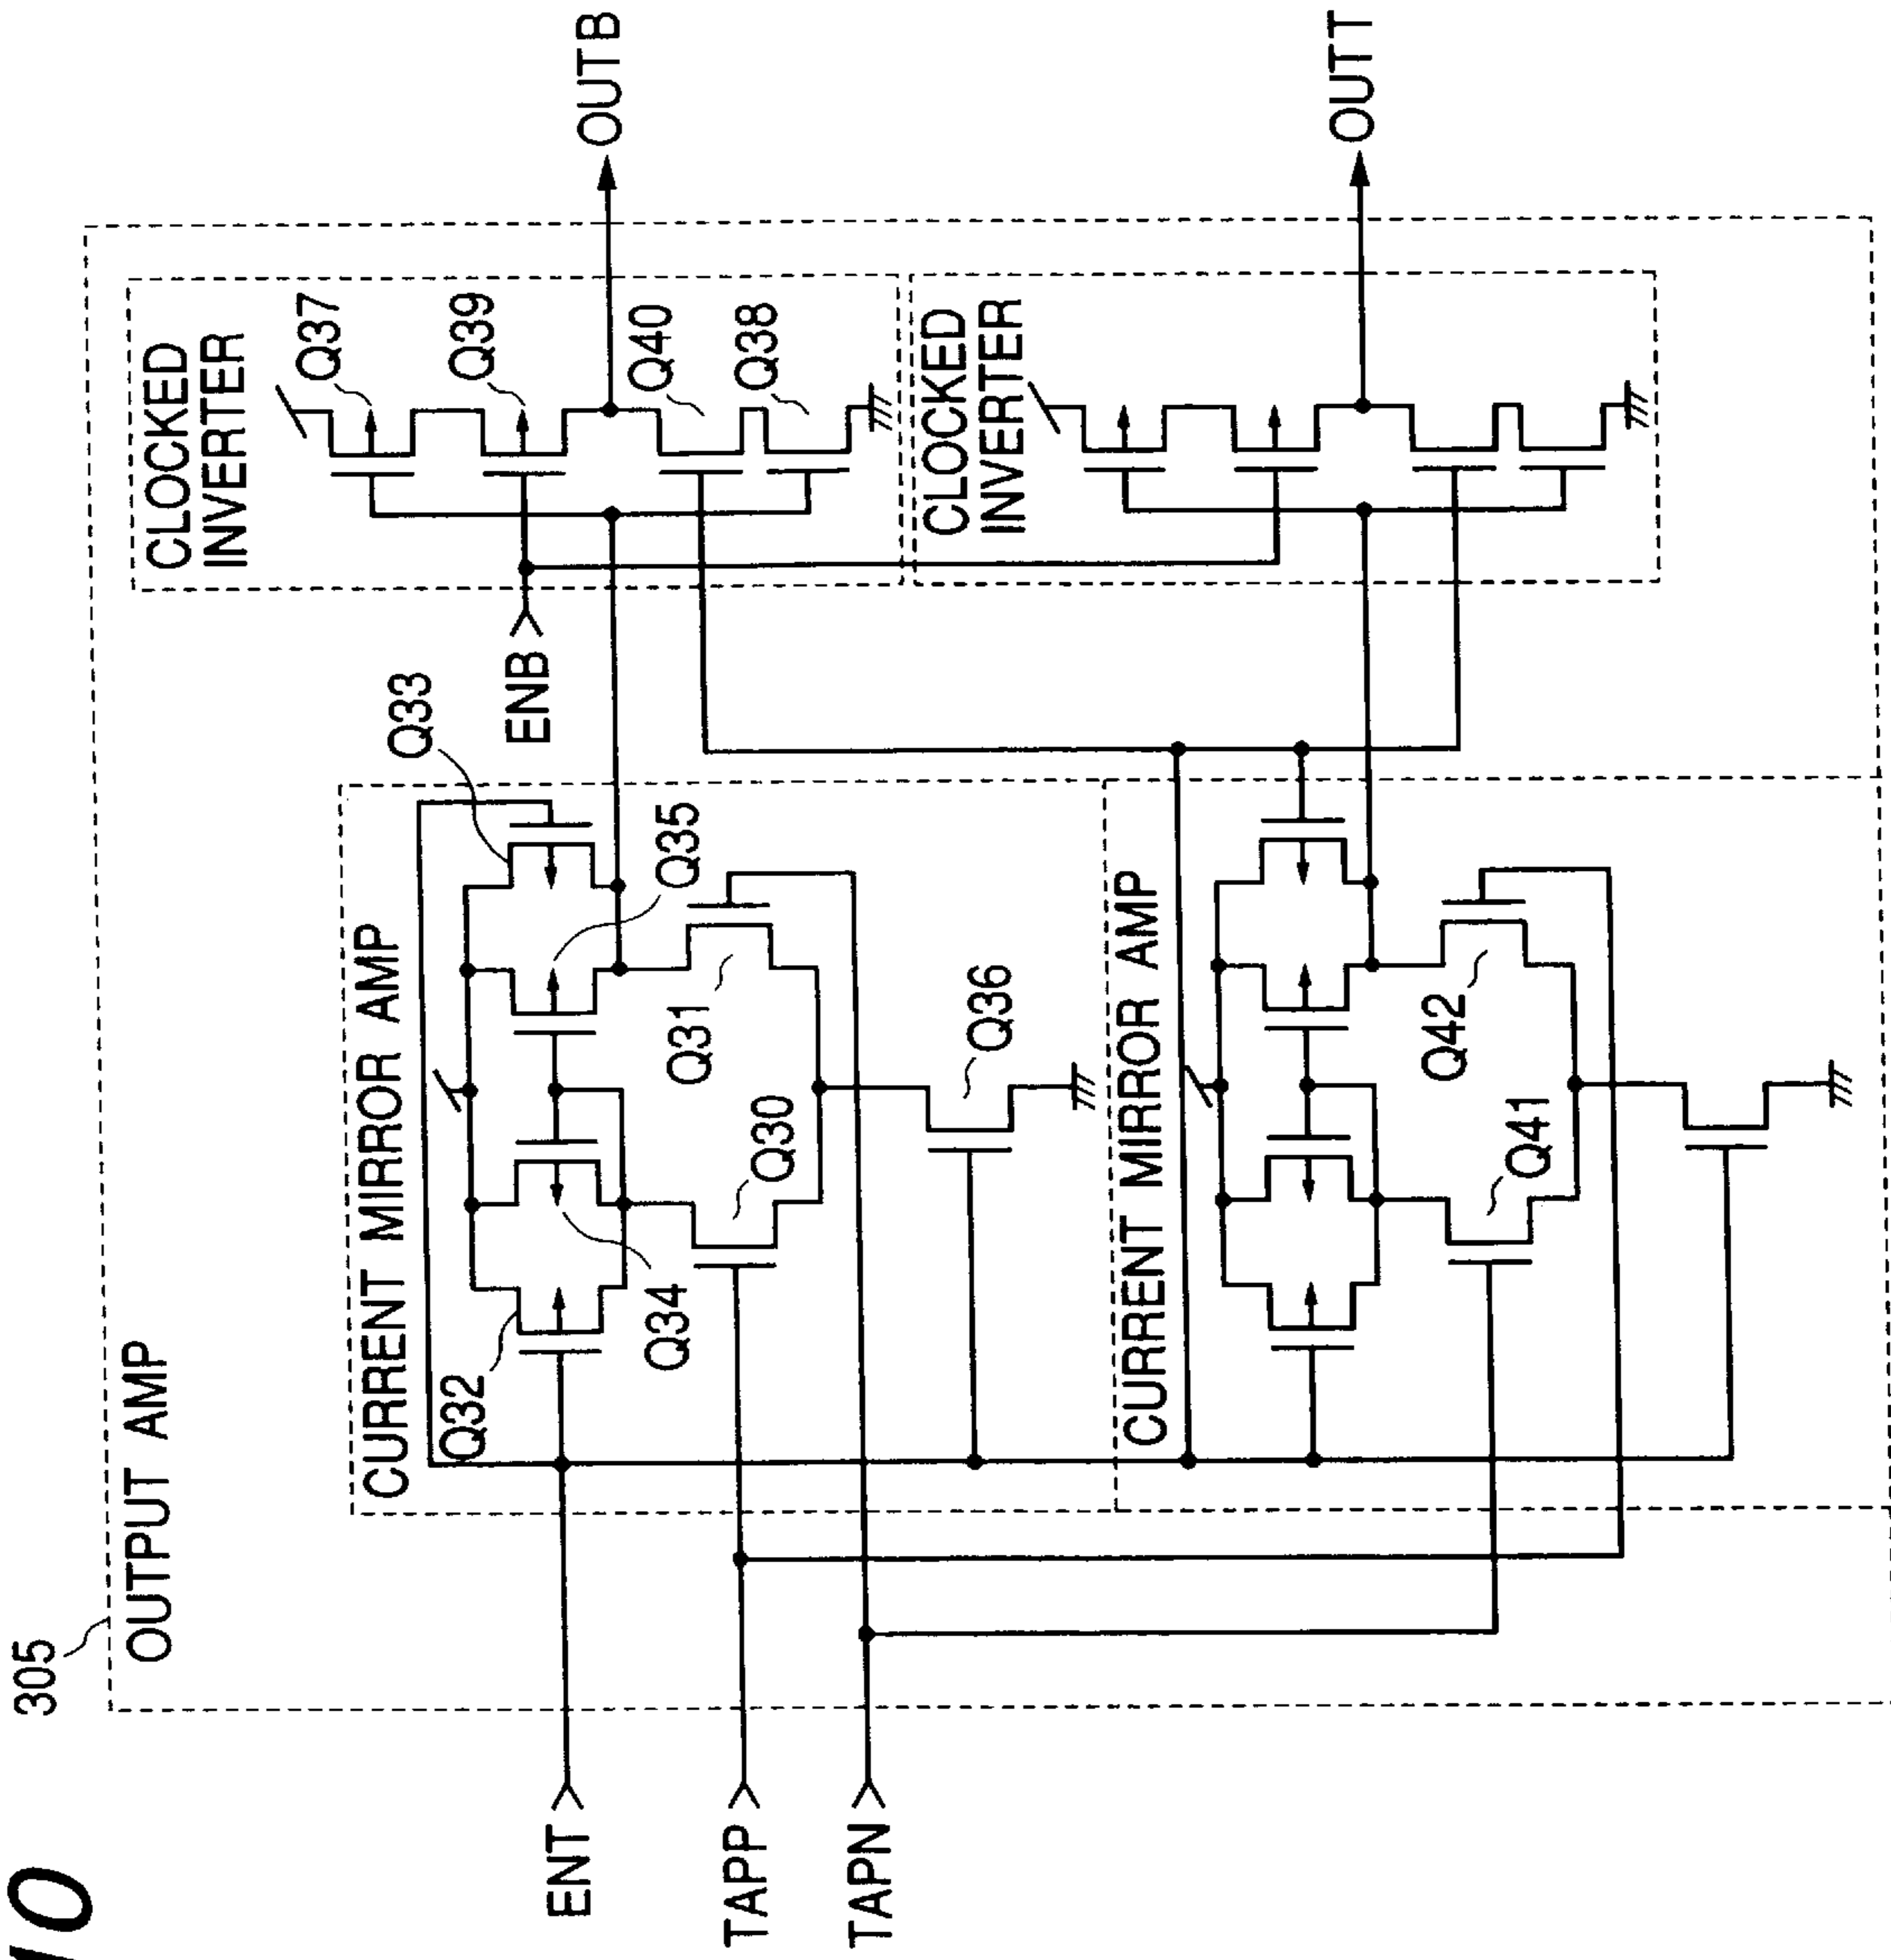 10
305
OUTPUT AMP
CURRENT MIRROR AMP
Q32
Q34
Q33
Q35
Q30
Q31
Q36
ENT
TAPP
TAPN
CURRENT MIRROR AMP
Q41
Q42
ENB
CLOCKED
INVERTER
Q37
Q39
Q40
Q38
OUTB
CLOCKED
INVERTER
OUTT